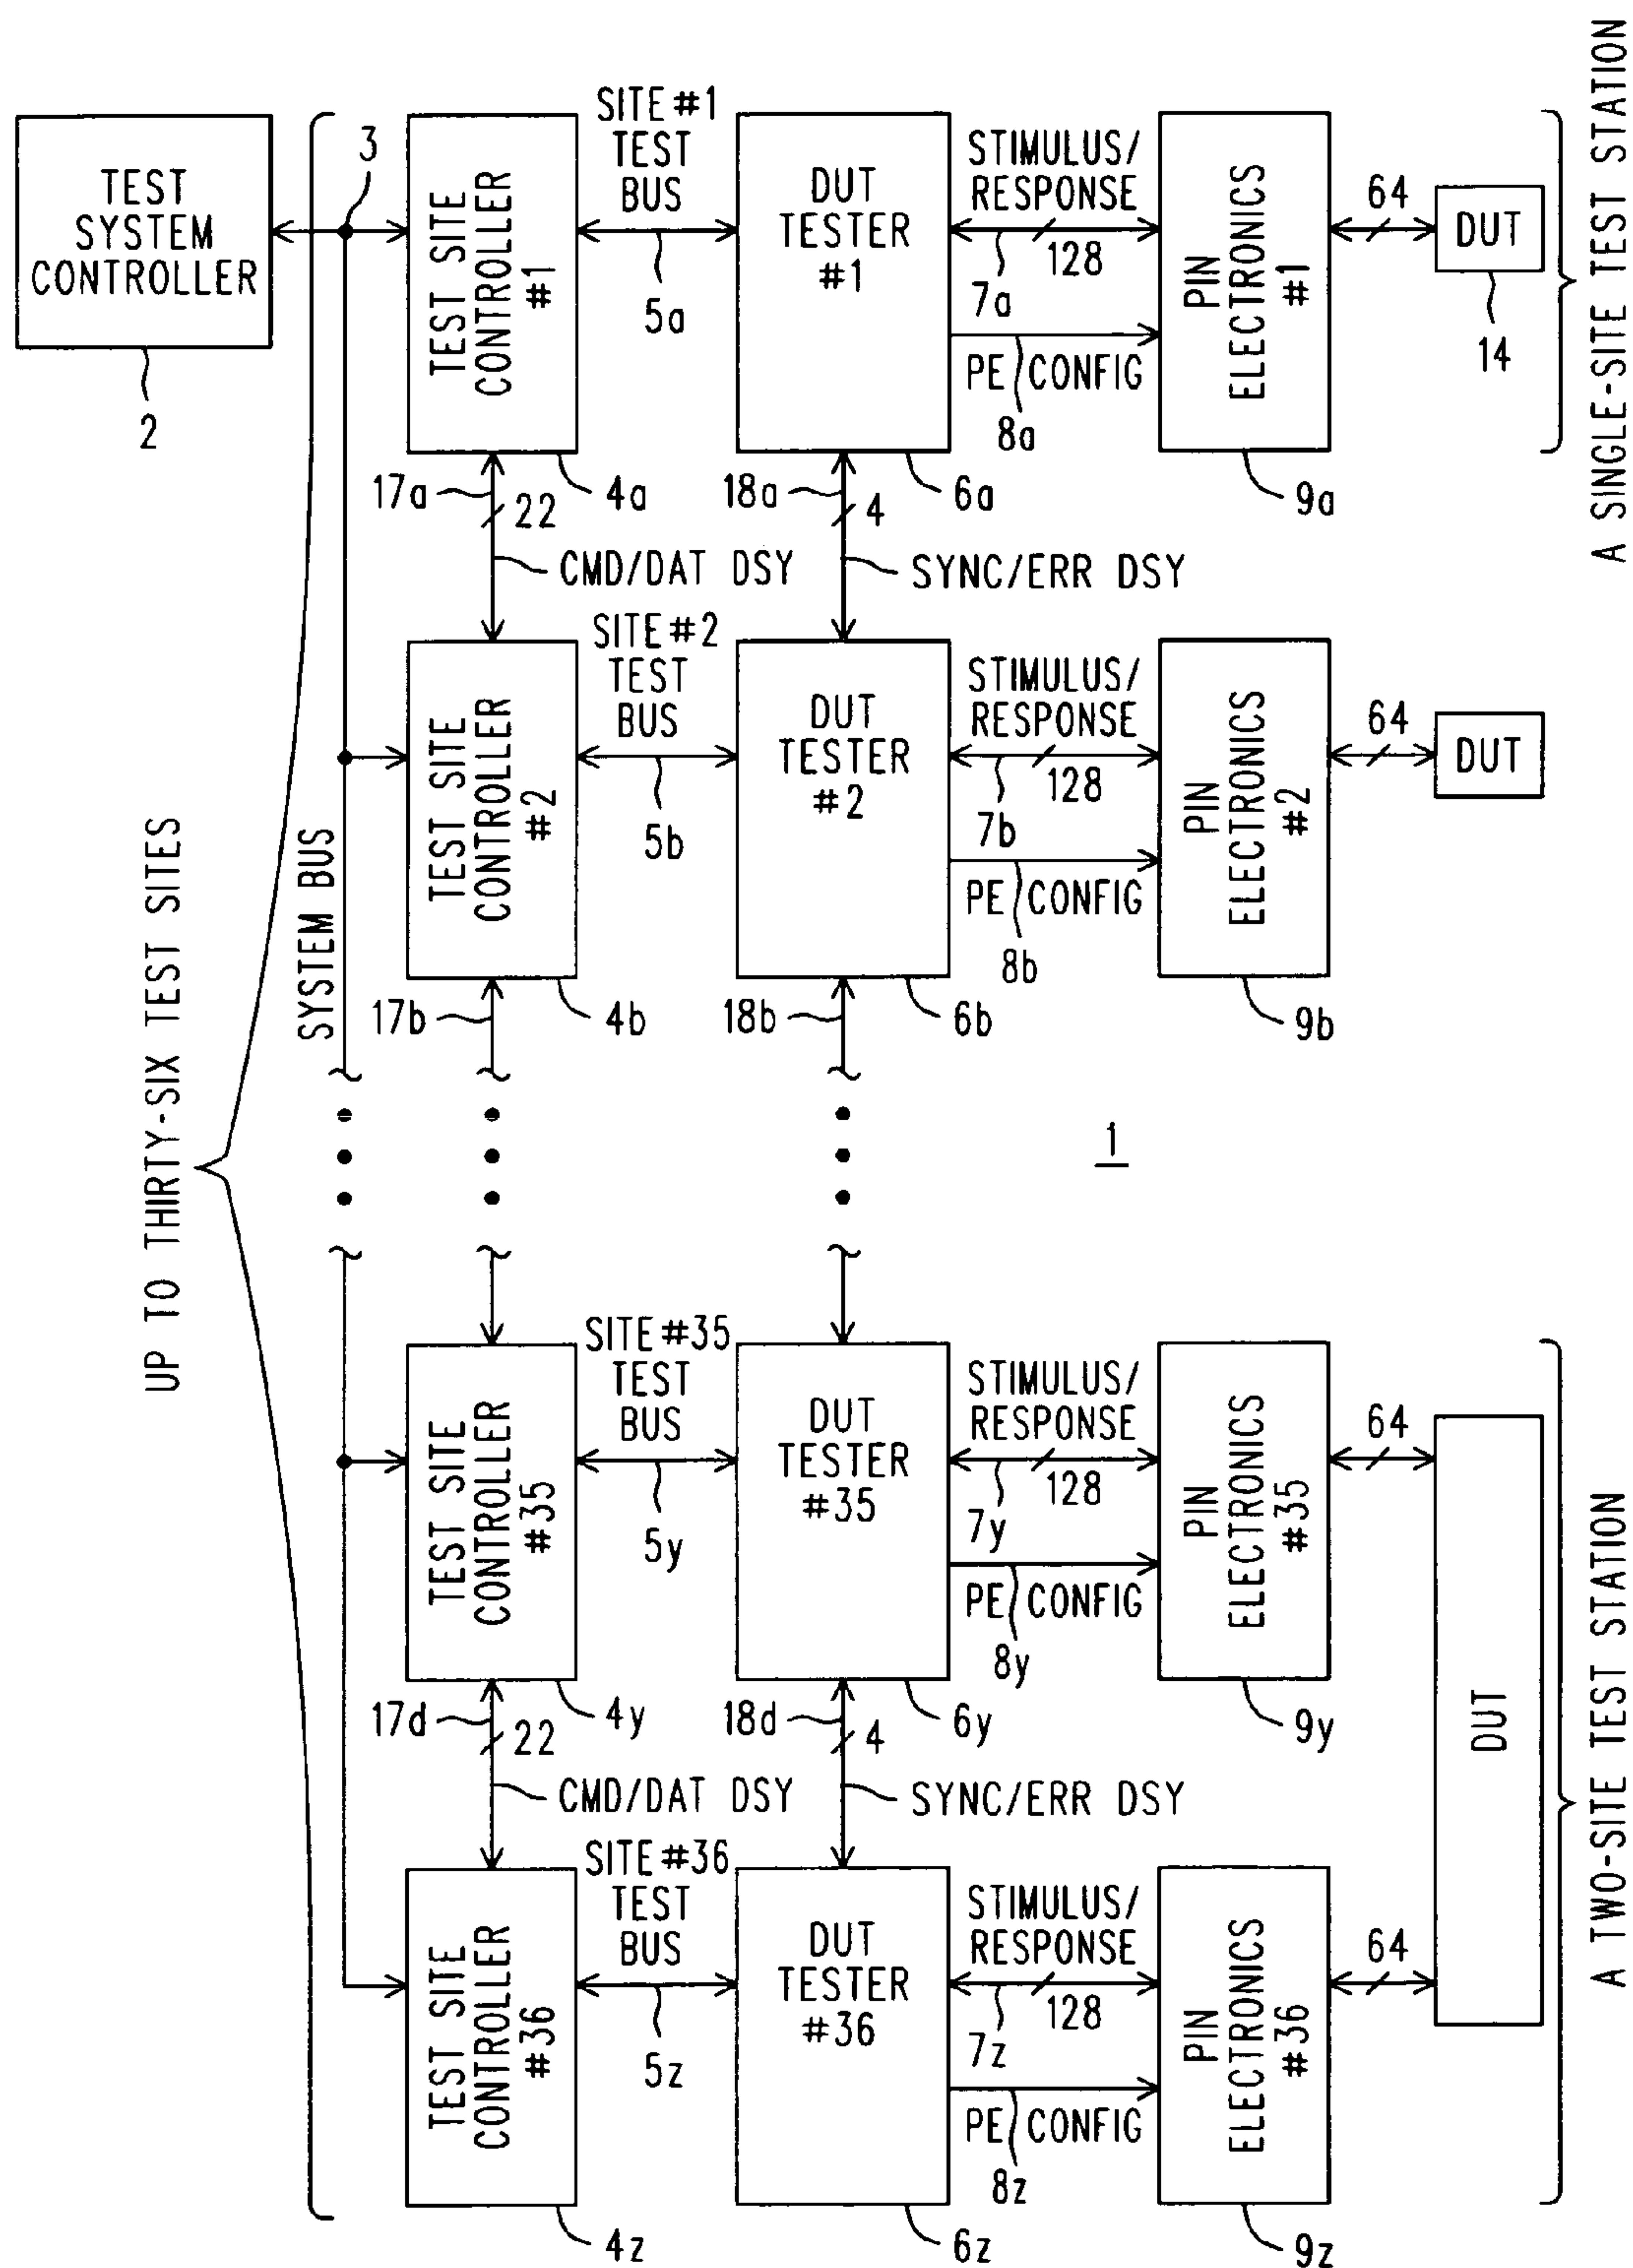 TEST
SYSTEM
CONTROLLER
2
3
TEST SITE
CONTROLLER
#1
4a
SITE #1
TEST
BUS
5a
DUT
TESTER
#1
6a
STIMULUS/
RESPONSE
128
7a
PE CONFIG
8a
PIN
ELECTRONICS
#1
9a
64
DUT
14
A SINGLE-SITE TEST STATION
17a
22
CMD/DAT DSY
18a
4
SYNC/ERR DSY
UP TO THIRTY-SIX TEST SITES
SYSTEM BUS
TEST SITE
CONTROLLER
#2
4b
SITE #2
TEST
BUS
5b
DUT
TESTER
#2
6b
STIMULUS/
RESPONSE
128
7b
PE CONFIG
8b
PIN
ELECTRONICS
#2
9b
64
DUT
17b
18b
1
TEST SITE
CONTROLLER
#35
4y
SITE #35
TEST
BUS
5y
DUT
TESTER
#35
6y
STIMULUS/
RESPONSE
128
7y
PE CONFIG
8y
PIN
ELECTRONICS
#35
9y
64
DUT
A TWO-SITE TEST STATION
17d
22
CMD/DAT DSY
18d
4
SYNC/ERR DSY
TEST SITE
CONTROLLER
#36
4z
SITE #36
TEST
BUS
5z
DUT
TESTER
#36
6z
STIMULUS/
RESPONSE
128
7z
PE CONFIG
8z
PIN
ELECTRONICS
#36
9z
64